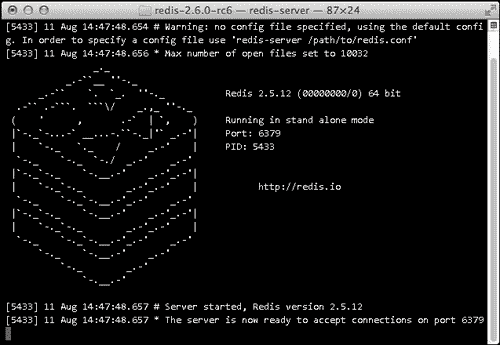 redis-2.6.0-rc6 — redis-server — 87×24
[5433] 11 Aug 14:47:48.654 # Warning: no config file specified, using the default confi
g. In order to specify a config file use 'redis-server /path/to/redis.conf'
[5433] 11 Aug 14:47:48.656 * Max number of open files set to 10032
Redis 2.5.12 (00000000/0) 64 bit
Running in stand alone mode
Port: 6379
PID: 5433
http://redis.io
[5433] 11 Aug 14:47:48.657 # Server started, Redis version 2.5.12
[5433] 11 Aug 14:47:48.657 * The server is now ready to accept connections on port 6379